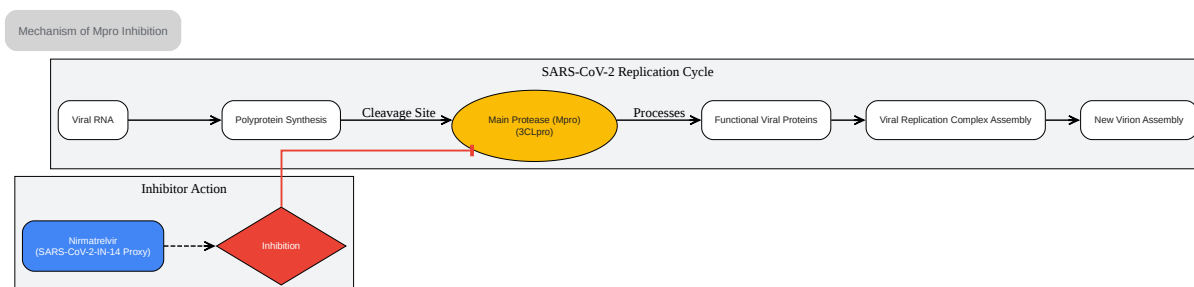 Mechanism of Mpro Inhibition
SARS-CoV-2 Replication Cycle
Viral RNA
Polyprotein Synthesis
Cleavage Site
Main Protease (Mpro)
(3CLpro)
Processes
Functional Viral Proteins
Viral Replication Complex Assembly
New Virion Assembly
Inhibitor Action
Nirmatrelvir
(SARS-CoV-2-IN-14 Proxy)
Inhibition